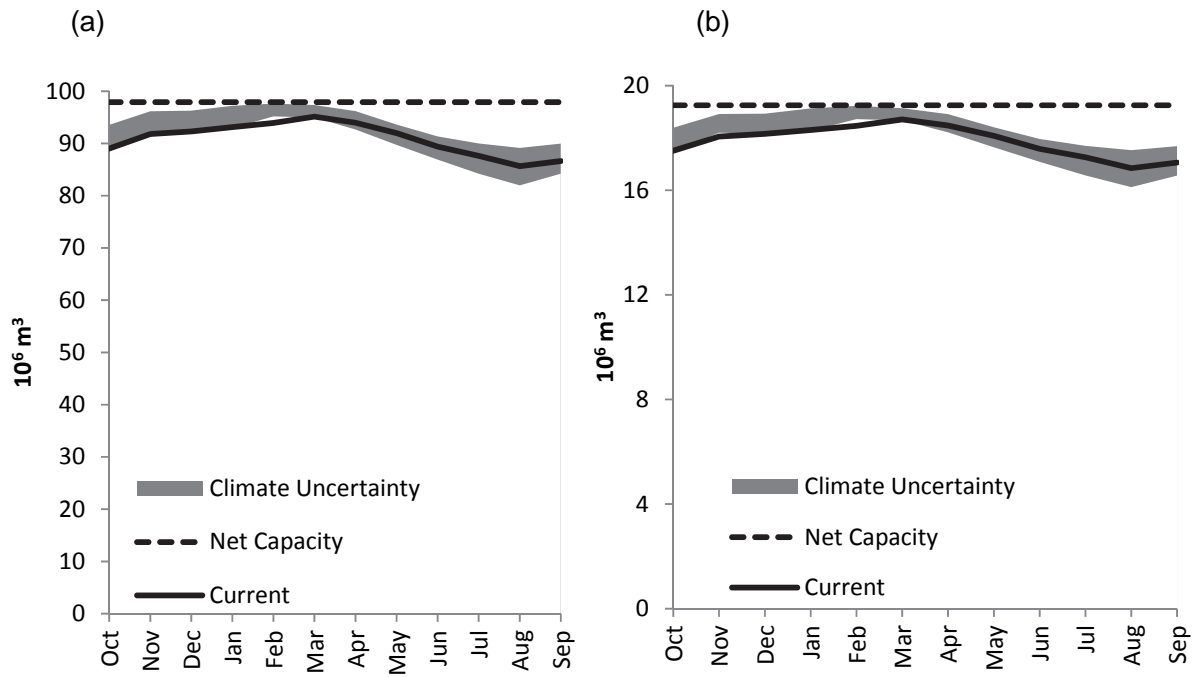 (a)
100
90
80
70
60
50
40
30
20
10
0
10⁶ m³
Climate Uncertainty
Net Capacity
Current
Oct
Nov
Dec
Jan
Feb
Mar
Apr
May
Jun
Jul
Aug
Sep
(b)
20
16
12
8
4
0
10⁶ m³
Climate Uncertainty
Net Capacity
Current
Oct
Nov
Dec
Jan
Feb
Mar
Apr
May
Jun
Jul
Aug
Sep